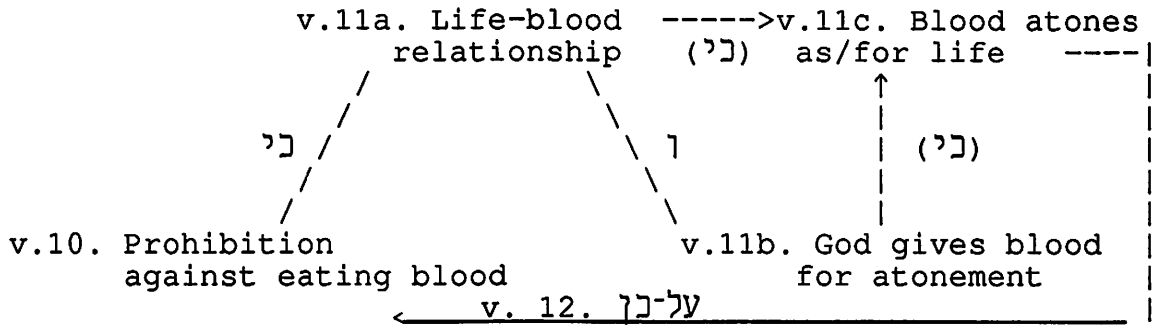 v.11a. Life-blood ----->v.11c. Blood atones
relationship (כי) as/for life ----|
כי ו (כי)
v.10. Prohibition v.11b. God gives blood
against eating blood for atonement
v. 12. על-כן